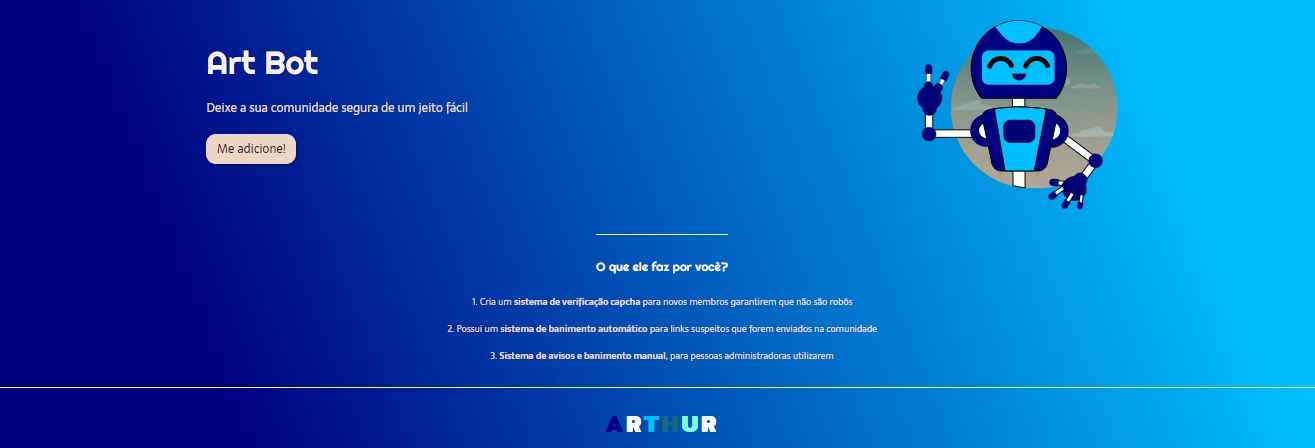 Art Bot
Deixe a sua comunidade segura de um jeito fácil
Me adicione!
O que ele faz por você?
1. Cria um sistema de verificação capcha para novos membros garantirem que não são robôs
2. Possui um sistema de banimento automático para links suspeitos que forem enviados na comunidade
3. Sistema de avisos e banimento manual, para pessoas administradoras utilizarem
ARTHUR